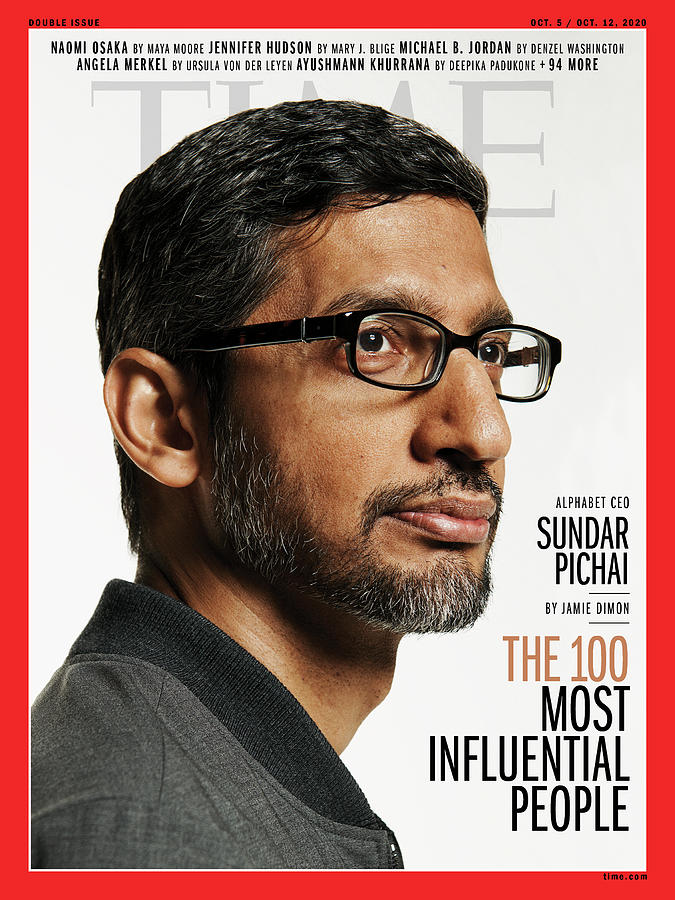 DOUBLE ISSUE
OCT. 5 / OCT. 12, 2020
NAOMI OSAKA BY MAYA MOORE JENNIFER HUDSON BY MARY J. BLIGE MICHAEL B. JORDAN BY DENZEL WASHINGTON
ANGELA MERKEL BY URSULA VON DER LEYEN AYUSHMANN KHURRANA BY DEEPIKA PADUKONE + 94 MORE
TIME
ALPHABET CEO
SUNDAR
PICHAI
BY JAMIE DIMON
THE 100
MOST
INFLUENTIAL
PEOPLE
time.com